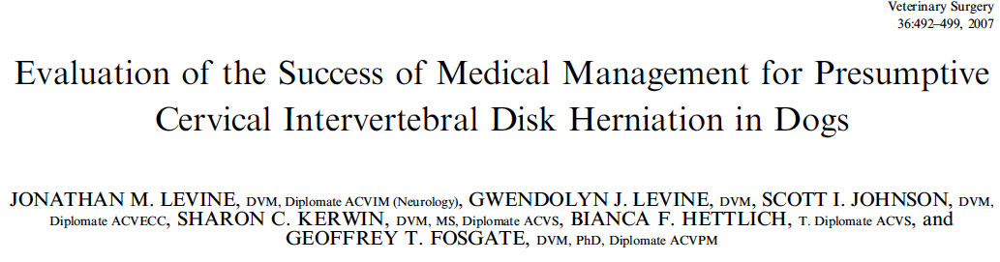 Veterinary Surgery
36:492–499, 2007
Evaluation of the Success of Medical Management for Presumptive
Cervical Intervertebral Disk Herniation in Dogs
JONATHAN M. LEVINE, DVM, Diplomate ACVIM (Neurology), GWENDOLYN J. LEVINE, DVM, SCOTT I. JOHNSON, DVM,
Diplomate ACVECC, SHARON C. KERWIN, DVM, MS, Diplomate ACVS, BIANCA F. HETTLICH, T. Diplomate ACVS, and
GEOFFREY T. FOSGATE, DVM, PhD, Diplomate ACVPM